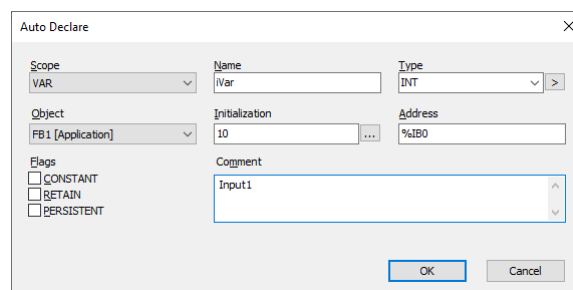 Auto Declare
Scope Name Type
VAR iVar INT >
Object Initialization Address
FB1 [Application] 10 ... %IB0
Flags Comment
CONSTANT Input1
RETAIN
PERSISTENT
OK Cancel